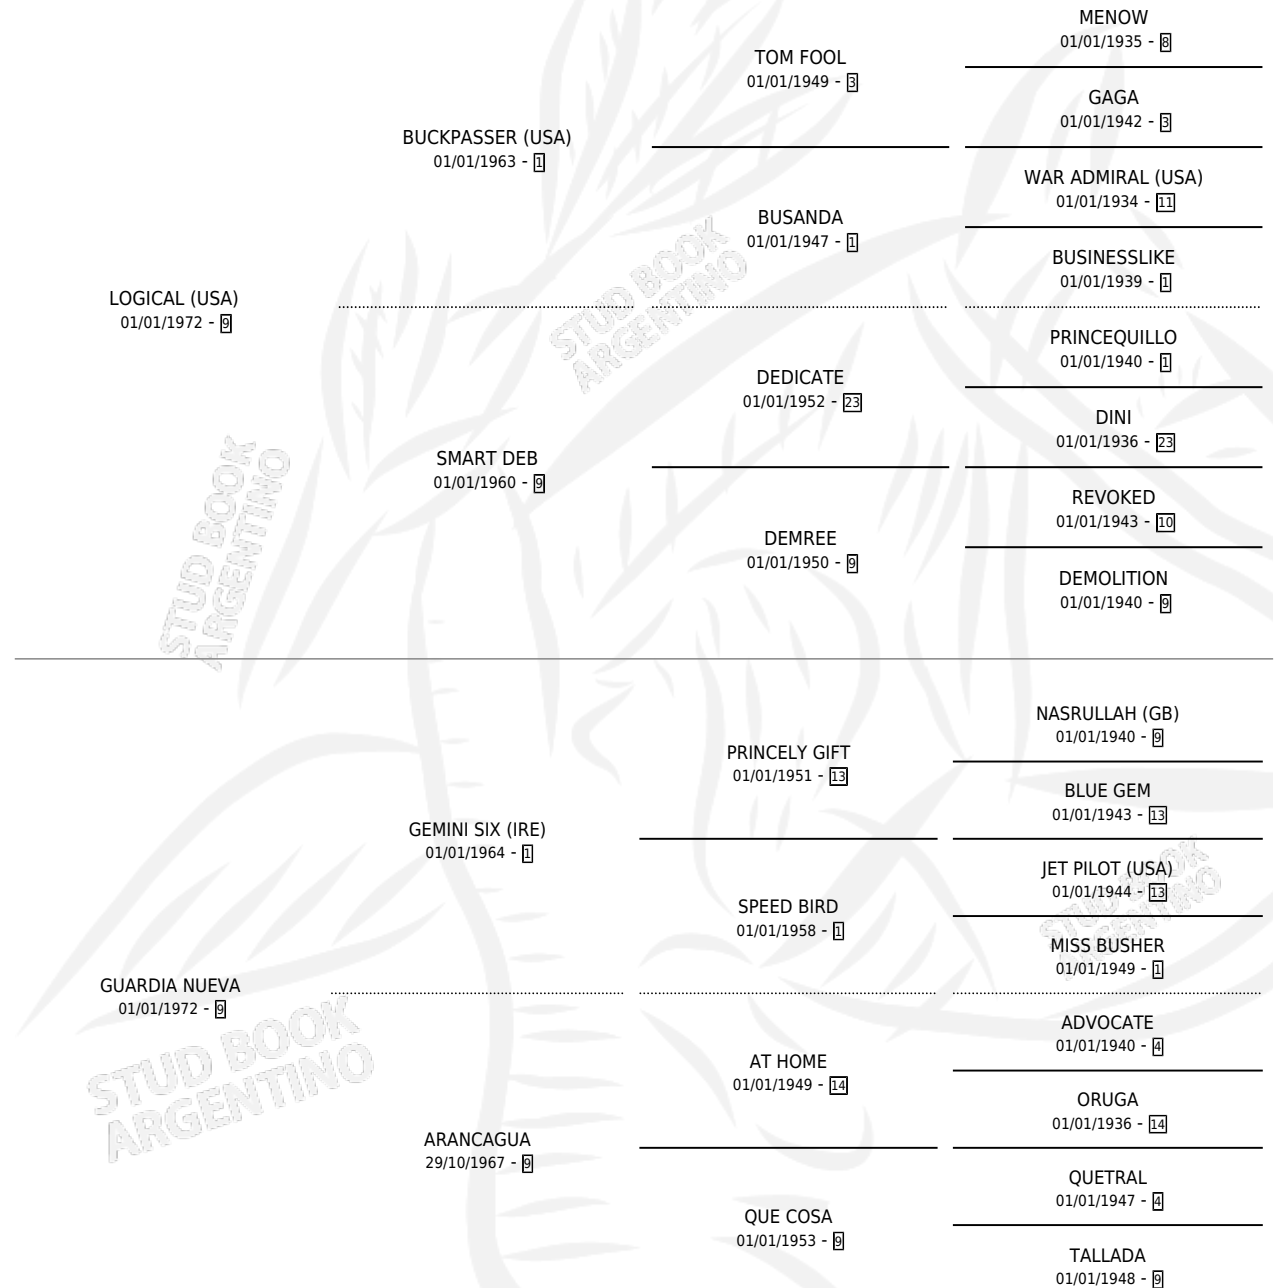 MENOW
01/01/1935 - 8
TOM FOOL
01/01/1949 - 3
GAGA
01/01/1942 - 3
BUCKPASSER (USA)
01/01/1963 - 1
WAR ADMIRAL (USA)
01/01/1934 - 11
BUSANDA
01/01/1947 - 1
BUSINESSLIKE
01/01/1939 - 1
LOGICAL (USA)
01/01/1972 - 9
PRINCEQUILLO
01/01/1940 - 1
DEDICATE
01/01/1952 - 23
DINI
01/01/1936 - 23
SMART DEB
01/01/1960 - 9
REVOKED
01/01/1943 - 10
DEMREE
01/01/1950 - 9
DEMOLITION
01/01/1940 - 9
STUD BOOK
ARGENTINO
STUD BOOK
ARGENTINO
NASRULLAH (GB)
01/01/1940 - 9
PRINCELY GIFT
01/01/1951 - 13
BLUE GEM
01/01/1943 - 13
GEMINI SIX (IRE)
01/01/1964 - 1
JET PILOT (USA)
01/01/1944 - 13
SPEED BIRD
01/01/1958 - 1
MISS BUSHER
01/01/1949 - 1
STUD BOOK
ARGENTINO
GUARDIA NUEVA
01/01/1972 - 9
ADVOCATE
01/01/1940 - 4
AT HOME
01/01/1949 - 14
ORUGA
01/01/1936 - 14
ARANCAGUA
29/10/1967 - 9
QUETRAL
01/01/1947 - 4
QUE COSA
01/01/1953 - 9
TALLADA
01/01/1948 - 9
STUD BOOK
ARGENTINO